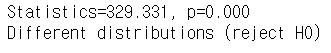 Statistics=329.331, p=0.000
Different distributions (reject H0)